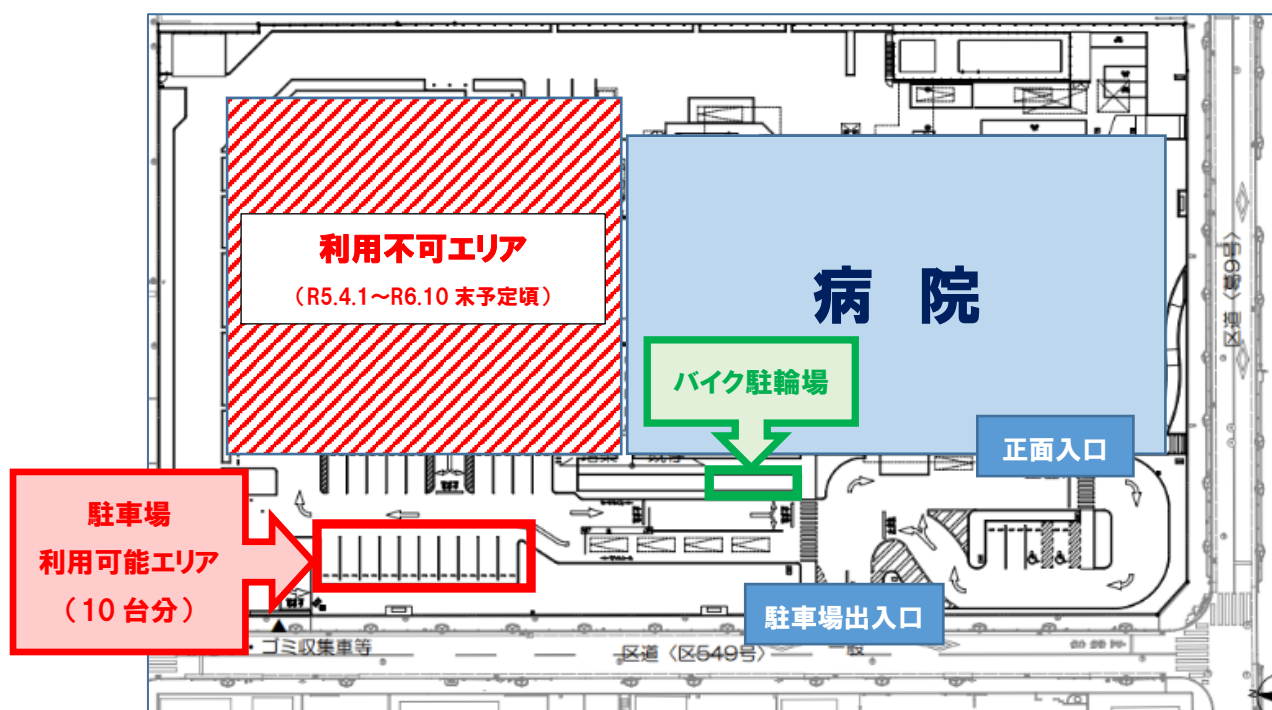 利用不可エリア
（R5.4.1～R6.10 末予定頃）
病 院
バイク駐輪場
正面入口
駐車場
利用可能エリア
（10 台分）
駐車場出入口
・ゴミ収集車等
区道〈区549号〉